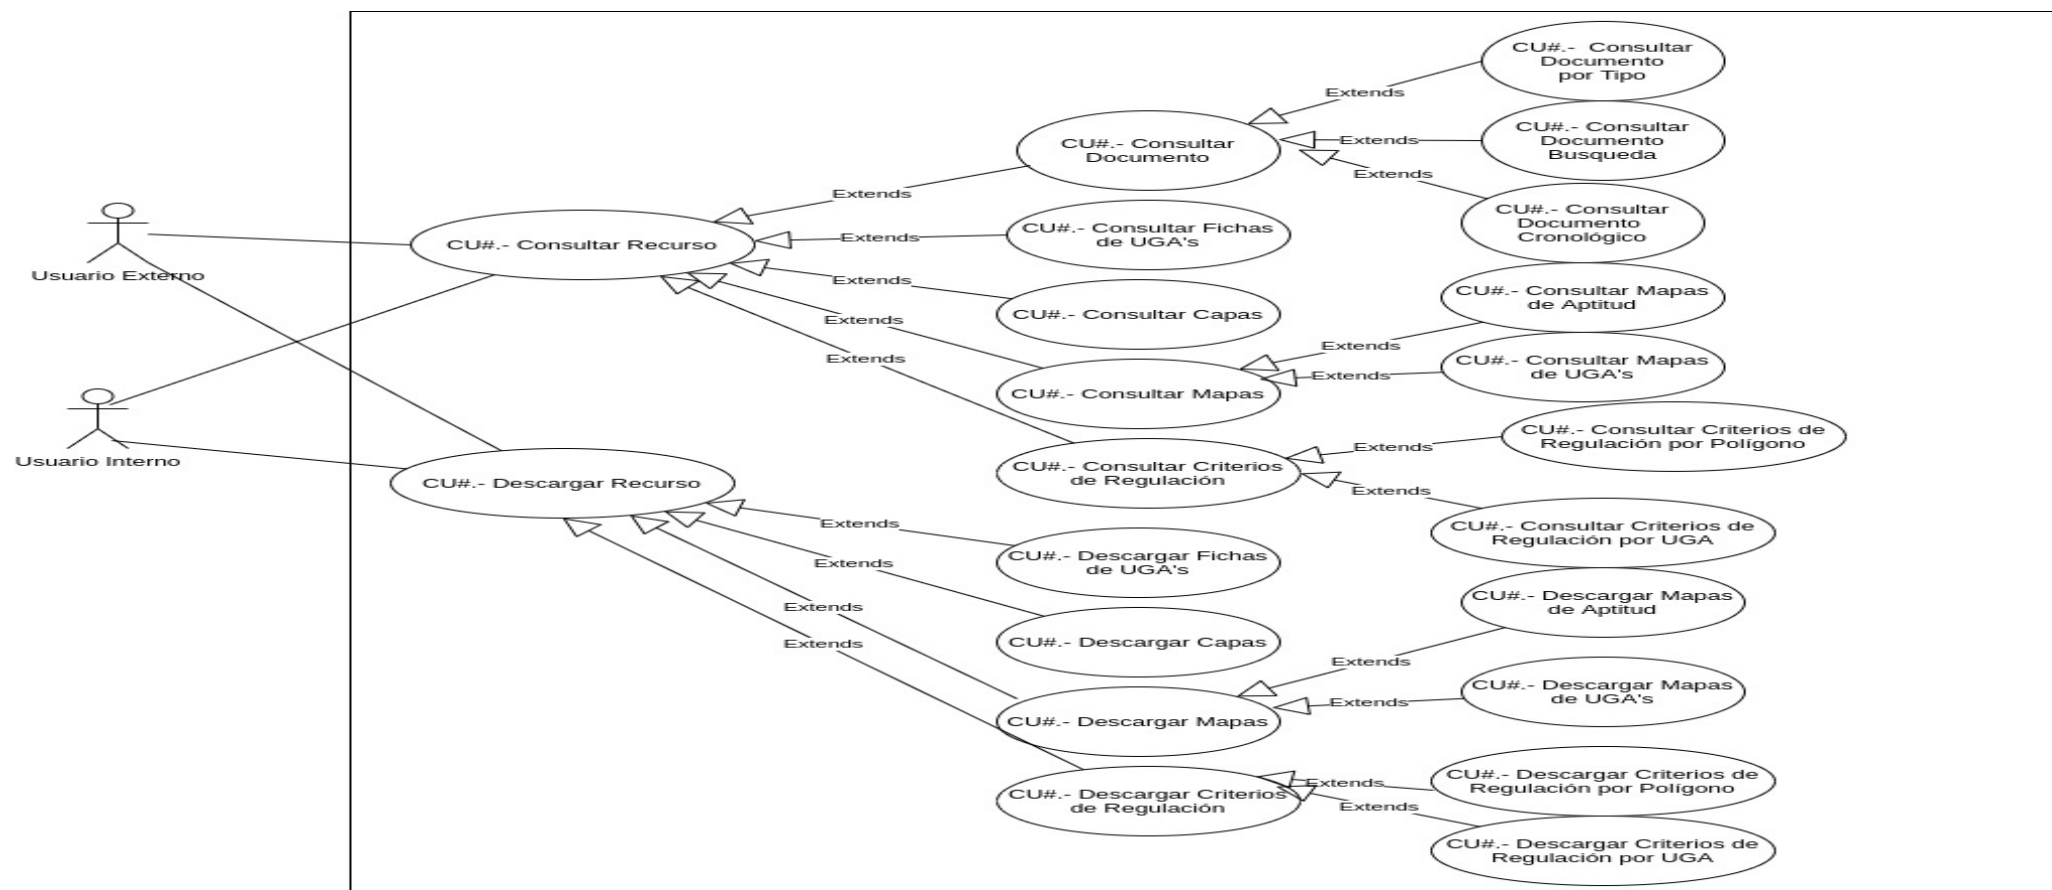 CU#.-  Consultar
Documento
por Tipo
Extends
CU#.- Consultar
Documento
Busqueda
Extends
CU#.- Consultar
Documento
Extends
CU#.- Consultar
Documento
Cronológico
Extends
CU#.- Consultar Recurso
Extends
CU#.- Consultar Fichas
de UGA's
Usuario Externo
Extends
CU#.- Consultar Capas
CU#.- Consultar Mapas
de Aptitud
Extends
Extends
CU#.- Consultar Mapas
de UGA's
Extends
Extends
CU#.- Consultar Mapas
CU#.- Consultar Criterios de
Regulación por Polígono
Extends
Usuario Interno
CU#.- Consultar Criterios
de Regulación
Extends
CU#.- Descargar Recurso
CU#.- Consultar Criterios de
Regulación por UGA
Extends
CU#.- Descargar Fichas
de UGA's
Extends
CU#.- Descargar Mapas
de Aptitud
Extends
CU#.- Descargar Capas
Extends
Extends
CU#.- Descargar Mapas
de UGA's
Extends
CU#.- Descargar Mapas
CU#.- Descargar Criterios de
Regulación por Polígono
Extends
CU#.- Descargar Criterios
de Regulación
Extends
CU#.- Descargar Criterios de
Regulación por UGA